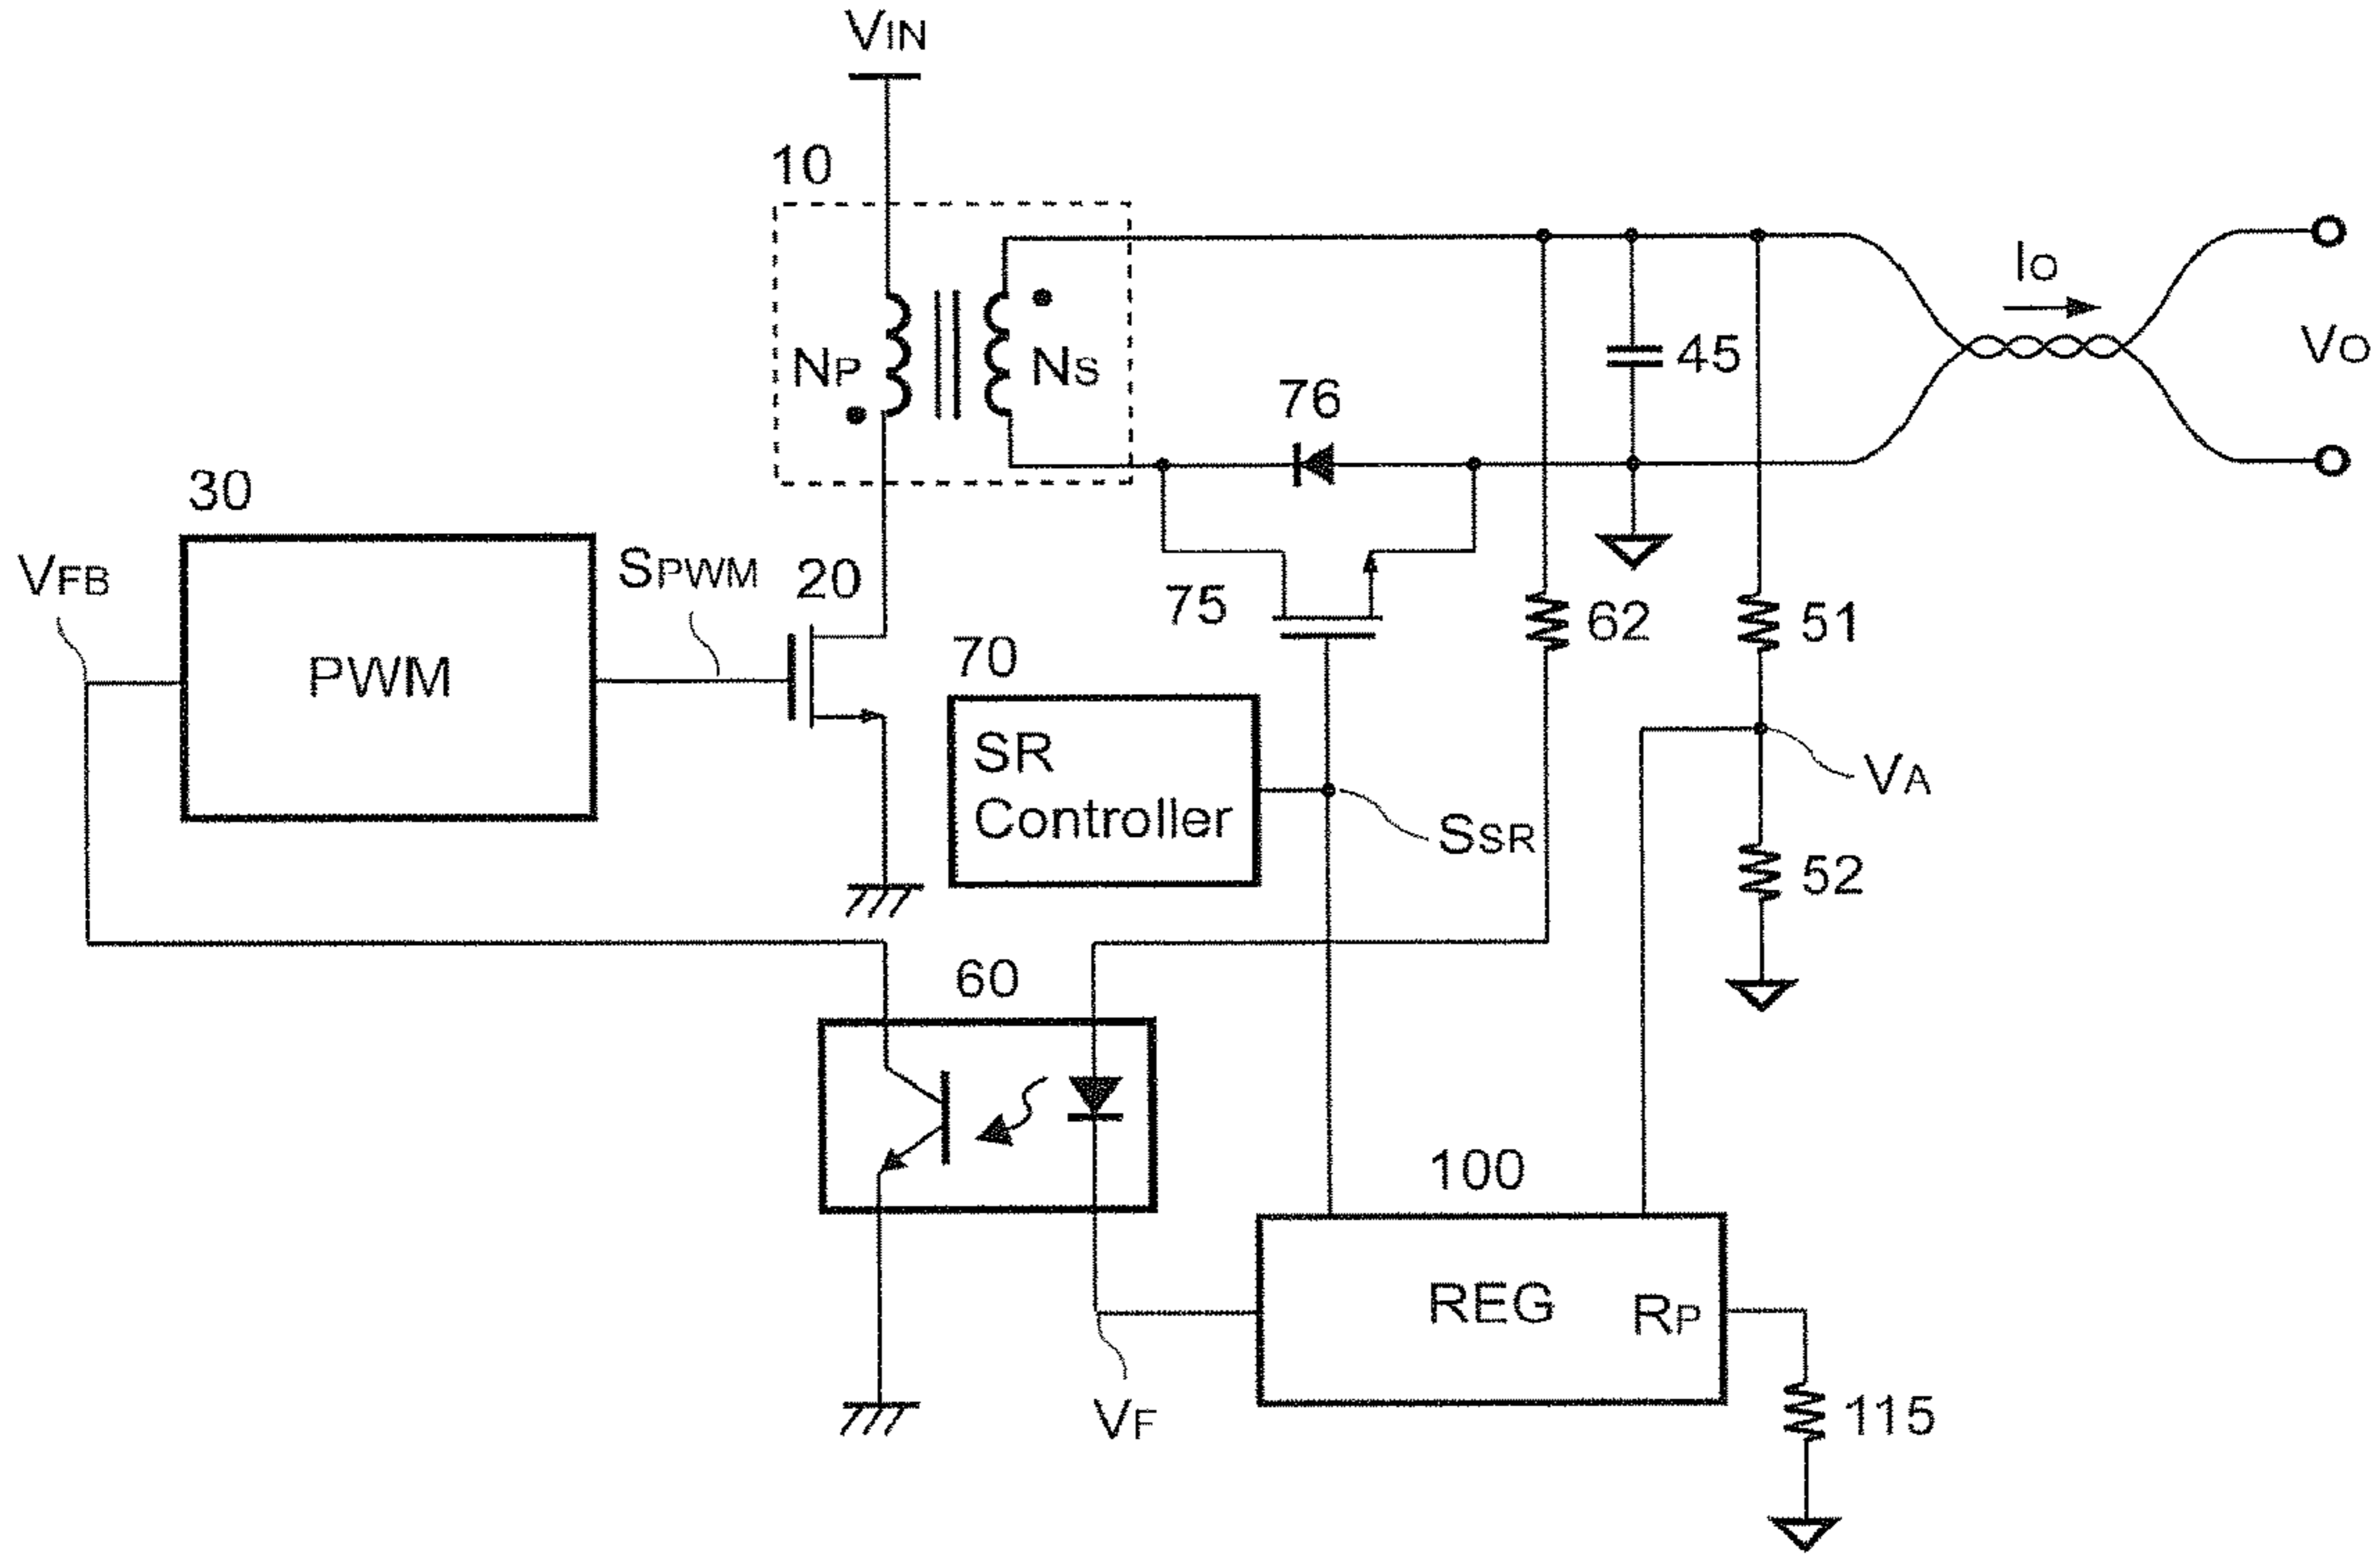 VIN
10
IO
VO
NP
NS
76
45
30
VFB
SPWM
20
75
62
51
PWM
70
SR
Controller
VA
SSR
52
60
100
REG
RP
VF
115